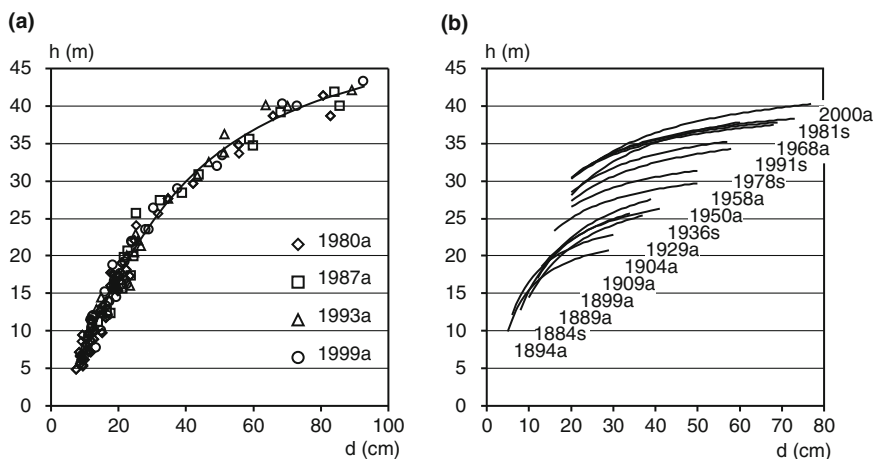 (a)
h (m)
45
40
35
30
25
20
15
10
5
0
1980a
1987a
1993a
1999a
0 20 40 60 80 100
d (cm)
(b)
h (m)
45
40
35
30
25
20
15
10
5
0
2000a
1981s
1968a
1991s
1978s
1958a
1950a
1936s
1929a
1904a
1909a
1899a
1889a
1884s
1894a
0 10 20 30 40 50 60 70 80
d (cm)